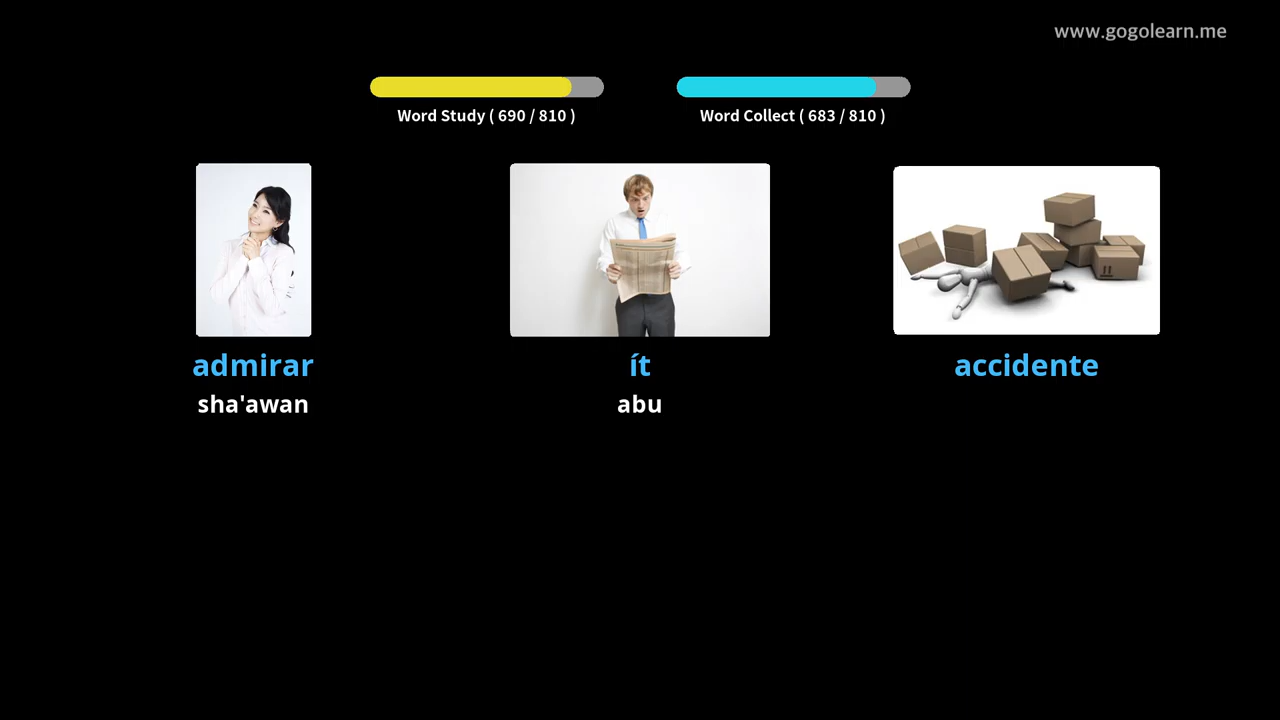 www.gogolearn.me
Word Study ( 690 / 810 )
Word Collect ( 683 / 810 )
admirar
sha'awan
ít
abu
accidente